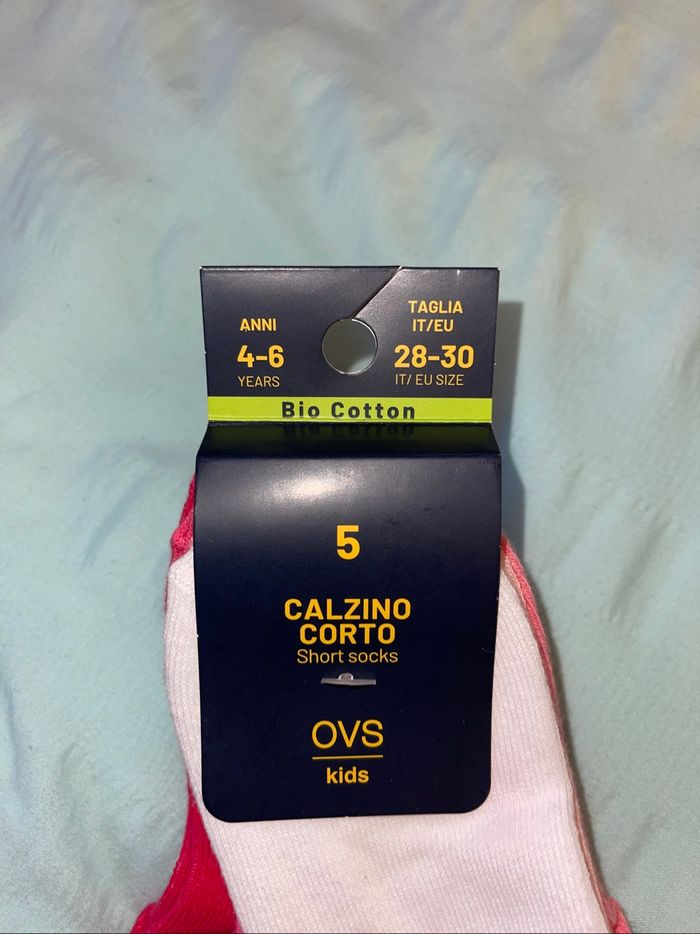 ANNI
4-6
YEARS
TAGLIA
IT/EU
28-30
IT/ EU SIZE
Bio Cotton
5
CALZINO
CORTO
Short socks
OVS
kids